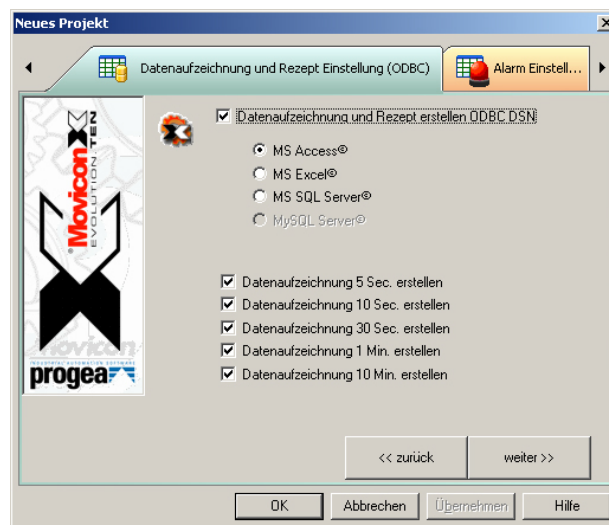 Neues Projekt
Datenaufzeichnung und Rezept Einstellung (ODBC)
Alarm Einstell...
Datenaufzeichnung und Rezept erstellen ODBC DSN
MS Access©
MS Excel©
MS SQL Server©
MySQL Server©
Datenaufzeichnung 5 Sec. erstellen
Datenaufzeichnung 10 Sec. erstellen
Datenaufzeichnung 30 Sec. erstellen
Datenaufzeichnung 1 Min. erstellen
Datenaufzeichnung 10 Min. erstellen
Movicon
EVOLUTION.TEN
movicon
progea
<< zurück
weiter >>
OK
Abbrechen
Übernehmen
Hilfe